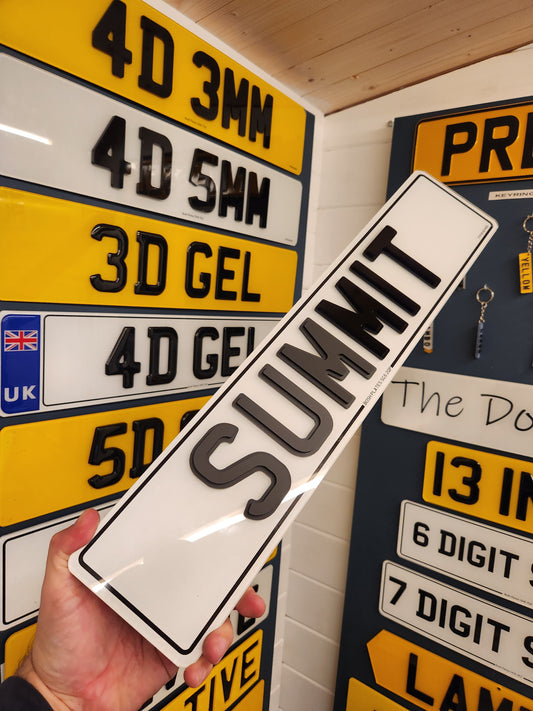 4D 3MM
4D 5MM
3D GEL
UK
4D GEL
5D
TIVE
SUMMIT
PRE
KEYRING
YELLOW
The Do
13 IN
6 DIGIT S
7 DIGIT
LAM